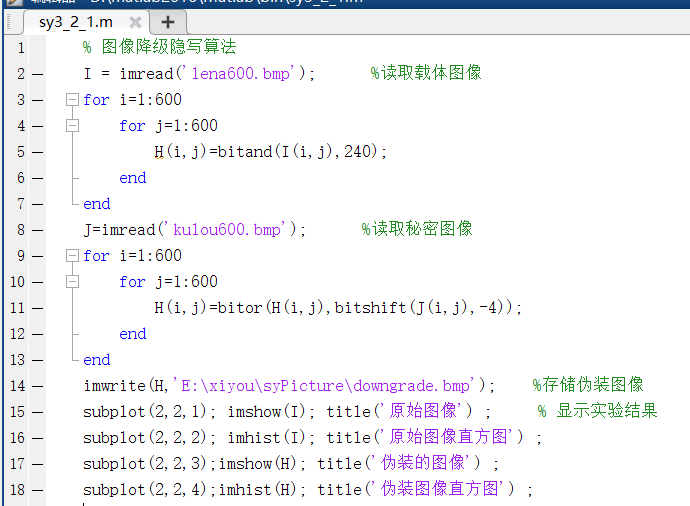 sy3_2_1.m
1 % 图像降级隐写算法
2 I = imread('lena600.bmp'); %读取载体图像
3 for i=1:600
4 for j=1:600
5 H(i,j)=bitand(I(i,j),240);
6 end
7 end
8 J=imread('kulou600.bmp'); %读取秘密图像
9 for i=1:600
10 for j=1:600
11 H(i,j)=bitor(H(i,j),bitshift(J(i,j),-4));
12 end
13 end
14 imwrite(H,'E:\xiyou\syPicture\downgrade.bmp'); %存储伪装图像
15 subplot(2,2,1); imshow(I); title('原始图像') ; % 显示实验结果
16 subplot(2,2,2); imhist(I); title('原始图像直方图') ;
17 subplot(2,2,3);imshow(H); title('伪装的图像') ;
18 subplot(2,2,4);imhist(H); title('伪装图像直方图') ;